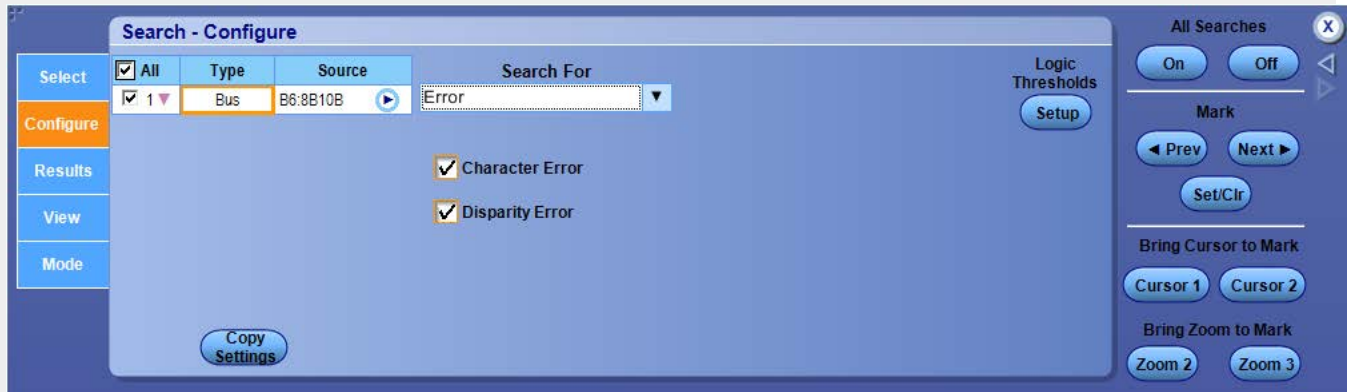 Search - Configure
Select
Configure
Results
View
Mode
All Type Source
1 Bus B6:8B10B
Search For
Error
Character Error
Disparity Error
Copy
Settings
Logic
Thresholds
Setup
All Searches
X
On Off
Mark
Prev Next
Set/Clr
Bring Cursor to Mark
Cursor 1 Cursor 2
Bring Zoom to Mark
Zoom 2 Zoom 3